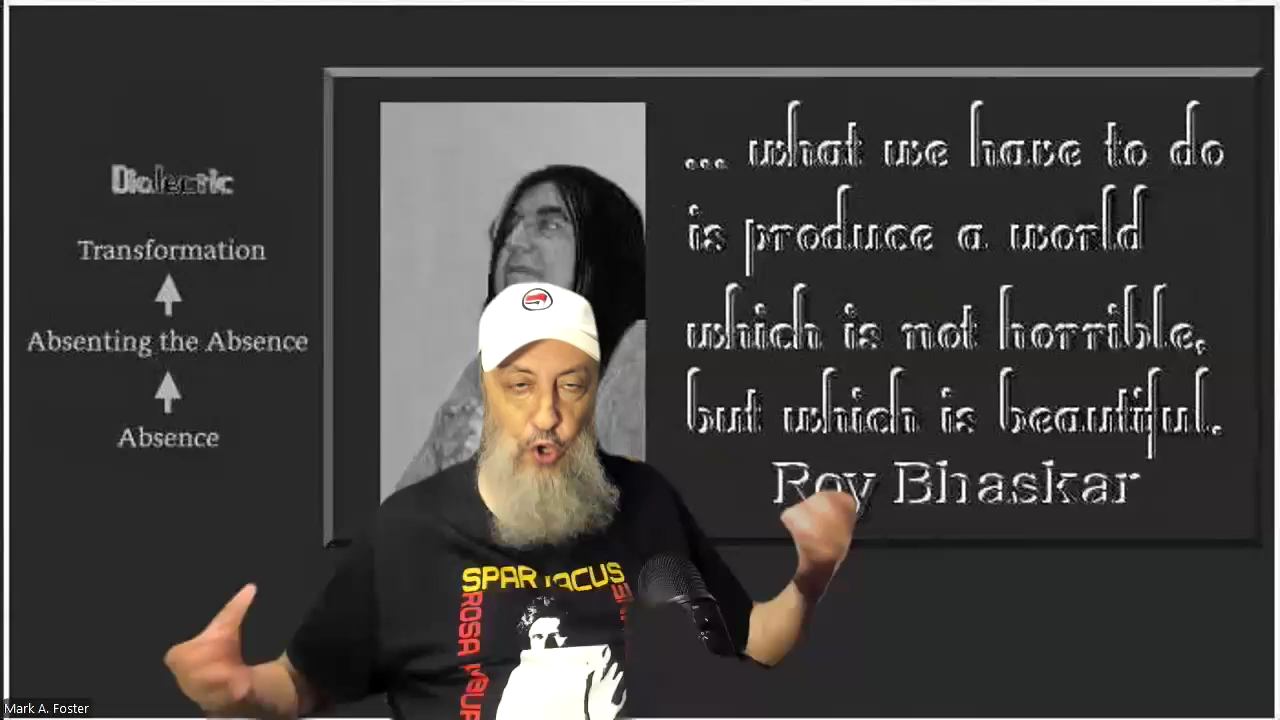 Dialectic
Transformation
Absenting the Absence
Absence
... what we have to do
is produce a world
which is not horrible,
but which is beautiful.
Roy Bhaskar
SPARTACUS
ROSA
Mark A. Foster